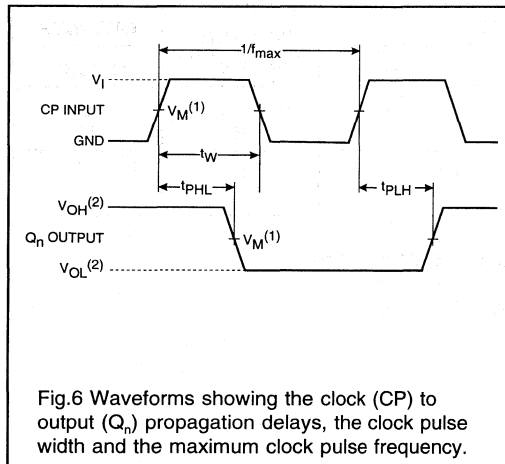 1/fmax
VI
CP INPUT
VM(1)
GND
tW
tPHL
tPLH
VOH(2)
Qn OUTPUT
VM(1)
VOL(2)
Fig.6 Waveforms showing the clock (CP) to
output (Qn) propagation delays, the clock pulse
width and the maximum clock pulse frequency.